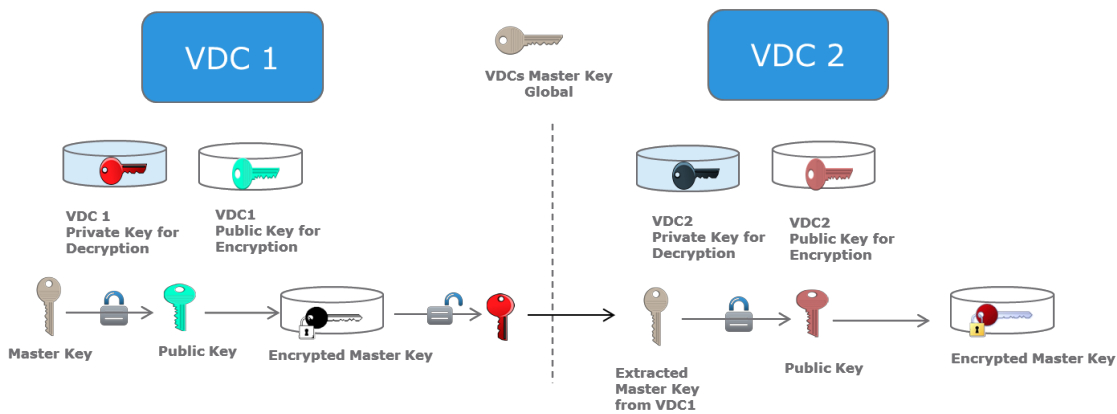 VDC 1
VDCs Master Key
Global
VDC 2
VDC 1
Private Key for
Decryption
VDC1
Public Key for
Encryption
VDC2
Private Key for
Decryption
VDC2
Public Key for
Encryption
Master Key
Public Key
Encrypted Master Key
Extracted
Master Key
from VDC1
Public Key
Encrypted Master Key